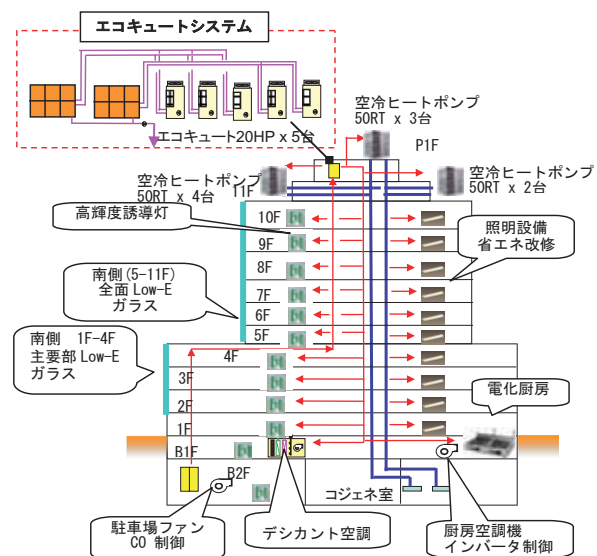 エコキュートシステム
エコキュート20HP x 5台
空冷ヒートポンプ
50RT x 3台
P1F
空冷ヒートポンプ
50RT x 4台
11F
空冷ヒートポンプ
50RT x 2台
高輝度誘導灯
10F
9F
8F
7F
6F
5F
4F
3F
2F
1F
B1F
B2F
照明設備
省エネ改修
南側(5-11F)
全面 Low-E
ガラス
南側 1F-4F
主要部Low-E
ガラス
電化厨房
コジェネ室
駐車場ファン
CO 制御
デシカント空調
厨房空調機
インバータ制御